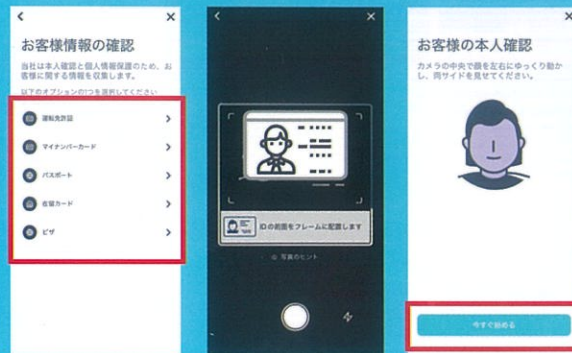 お客様情報の確認
当社は本人確認と個人情報保護のため、お
客様に関する情報を収集します。
以下のオプションの1つを選択してください
運転免許証
マイナンバーカード
パスポート
在留カード
ビザ
IDの前面をフレームに配置します
写真のヒント
お客様の本人確認
カメラの中央で顔を左右にゆっくり動か
し、両サイドを見せてください。
今すぐ始める